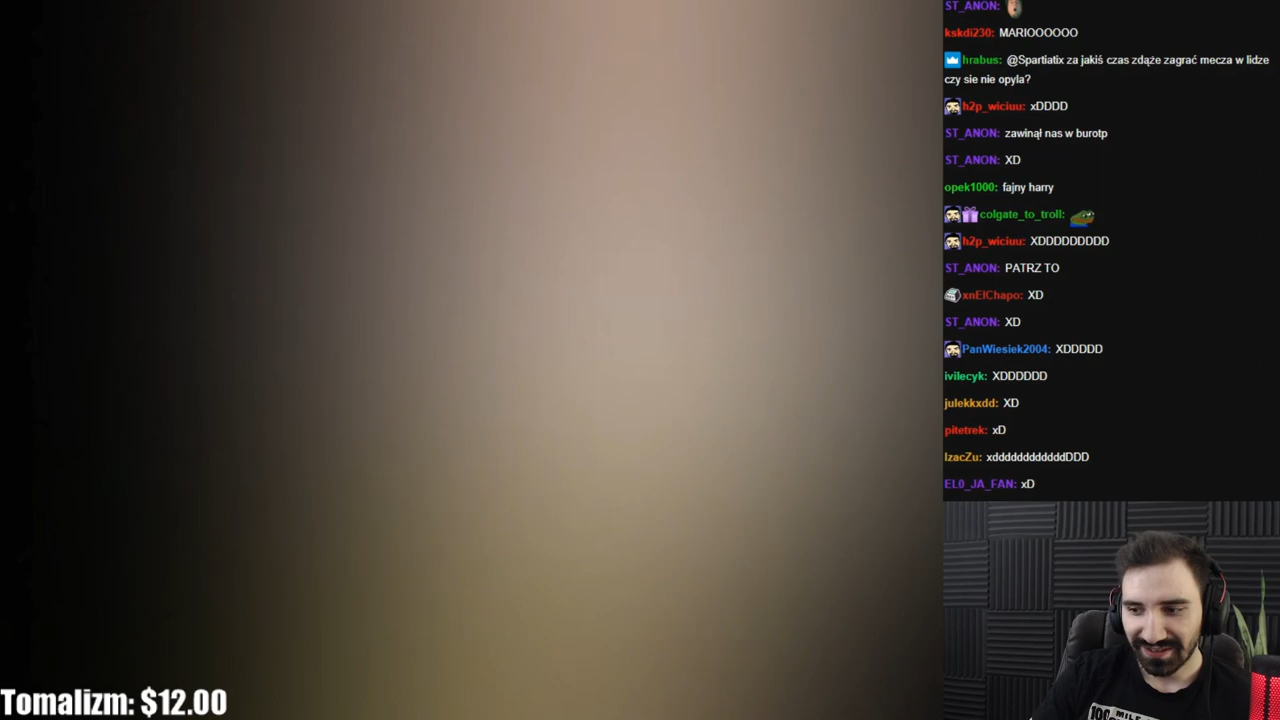 ST_ANON:
kskdi230: MARIOOOOOO
hrabus: @Spartiatix za jakiś czas zdąże zagrać mecza w lidze
czy sie nie opyla?
h2p_wiciuu: xDDDD
ST_ANON: zawinął nas w burotp
ST_ANON: XD
opek1000: fajny harry
colgate_to_troll:
h2p_wiciuu: XDDDDDDDDD
ST_ANON: PATRZ TO
xnElChapo: XD
ST_ANON: XD
PanWiesiek2004: XDDDDD
ivilecyk: XDDDDDD
julekkxdd: XD
pitetrek: xD
IzacZu: xddddddddddddDDD
EL0_JA_FAN: xD
Tomalizm: $12.00